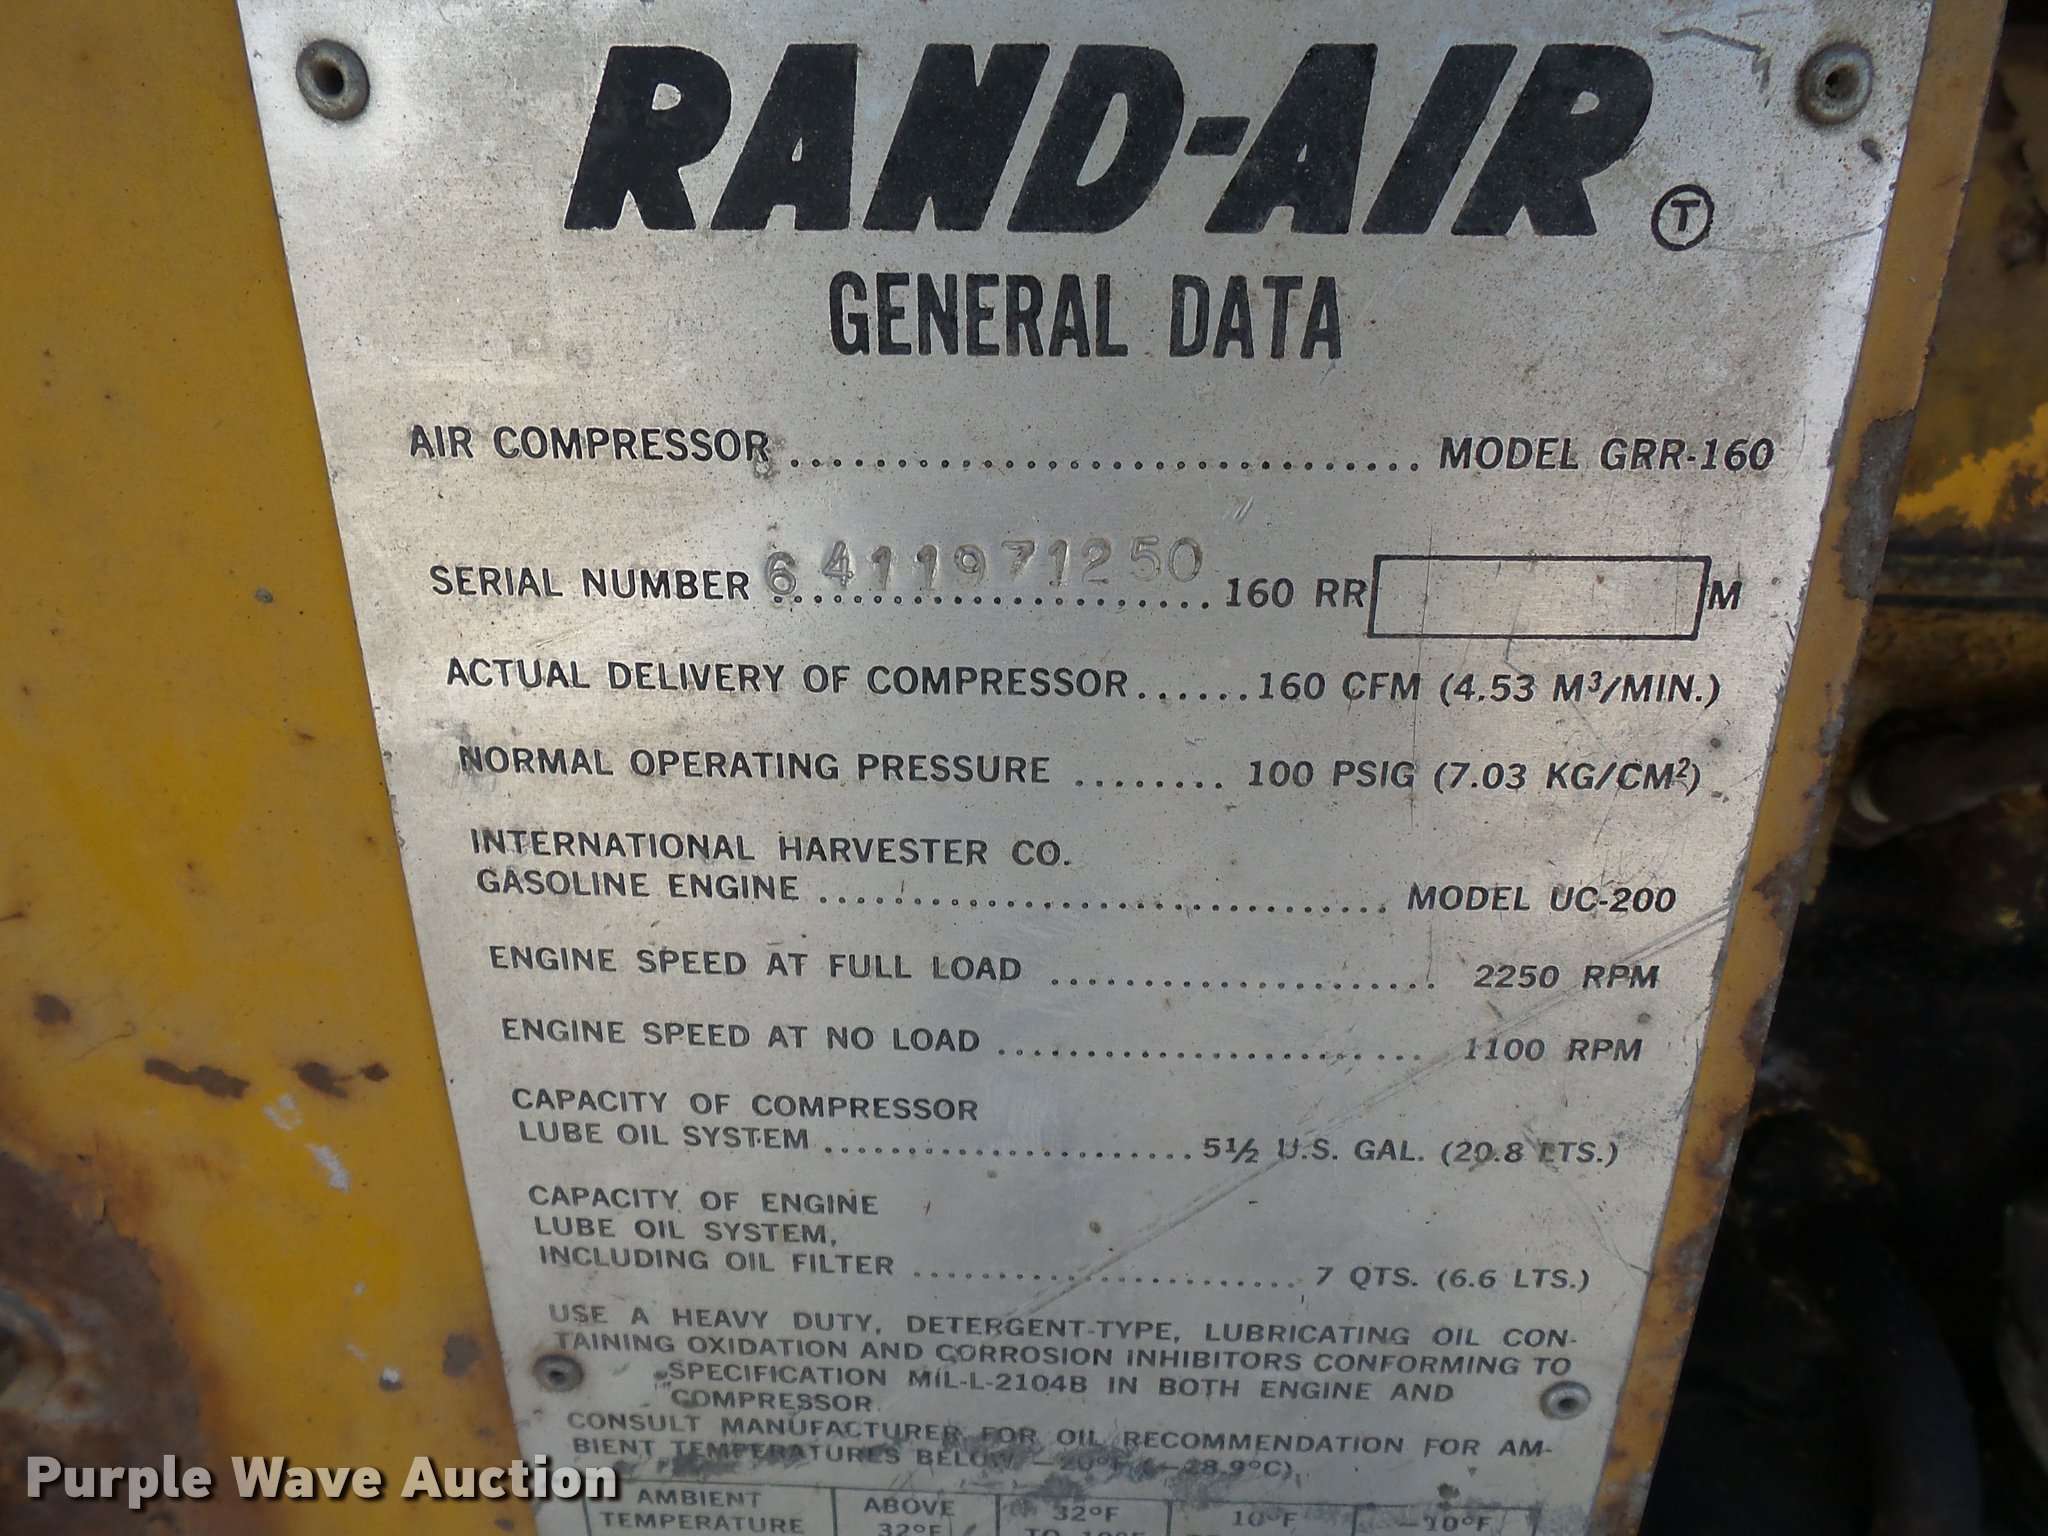 RAND-AIR Ⓣ
GENERAL DATA
AIR COMPRESSOR .............................. MODEL GRR-160
SERIAL NUMBER 6411971250 ...................... 160 RR M
ACTUAL DELIVERY OF COMPRESSOR......160 CFM (4.53 M³/MIN.)
NORMAL OPERATING PRESSURE ........ 100 PSIG (7.03 KG/CM²)
INTERNATIONAL HARVESTER CO.
GASOLINE ENGINE .............................. MODEL UC-200
ENGINE SPEED AT FULL LOAD ..................... 2250 RPM
ENGINE SPEED AT NO LOAD ........................ 1100 RPM
CAPACITY OF COMPRESSOR
LUBE OIL SYSTEM ......................5½ U.S. GAL. (20.8 LTS.)
CAPACITY OF ENGINE
LUBE OIL SYSTEM,
INCLUDING OIL FILTER ...................... 7 QTS. (6.6 LTS.)
USE A HEAVY DUTY, DETERGENT-TYPE, LUBRICATING OIL CON-
TAINING OXIDATION AND CORROSION INHIBITORS CONFORMING TO
SPECIFICATION MIL-L-2104B IN BOTH ENGINE AND
COMPRESSOR.
CONSULT MANUFACTURER FOR OIL RECOMMENDATION FOR AM-
BIENT TEMPERATURES BELOW −20°F (−28.9°C).
AMBIENT TEMPERATURE ABOVE 32°F 32°F TO 10°F 10°F −10°F
Purple Wave Auction